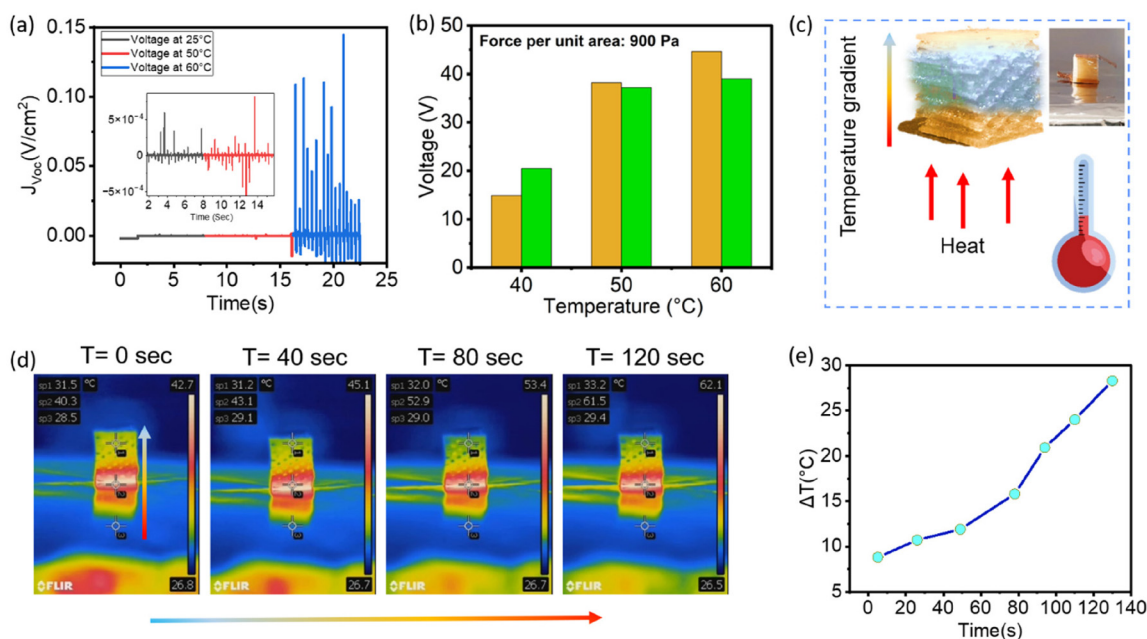 (a)
Voltage at 25°C
Voltage at 50°C
Voltage at 60°C
0.15
0.10
0.05
0.00
J_Voc(V/cm²)
5×10⁻⁴
0
−5×10⁻⁴
2 4 6 8 10 12 14
Time (Sec)
0 5 10 15 20 25
Time(s)
(b)
Force per unit area: 900 Pa
50
45
40
35
30
25
20
15
10
5
0
Voltage (V)
40 50 60
Temperature (°C)
(c)
Temperature gradient
Heat
(d)
T= 0 sec
T= 40 sec
T= 80 sec
T= 120 sec
sp1 31.5 °C 42.7
sp2 40.3
sp3 28.5
FLIR 26.8
sp1 31.2 °C 45.1
sp2 43.1
sp3 29.1
FLIR 26.7
sp1 32.0 °C 53.4
sp2 52.9
sp3 29.0
FLIR 26.7
sp1 33.2 °C 62.1
sp2 61.5
sp3 29.4
FLIR 26.5
(e)
35
30
25
20
15
10
5
0
ΔT(°C)
0 20 40 60 80 100 120 140
Time(s)